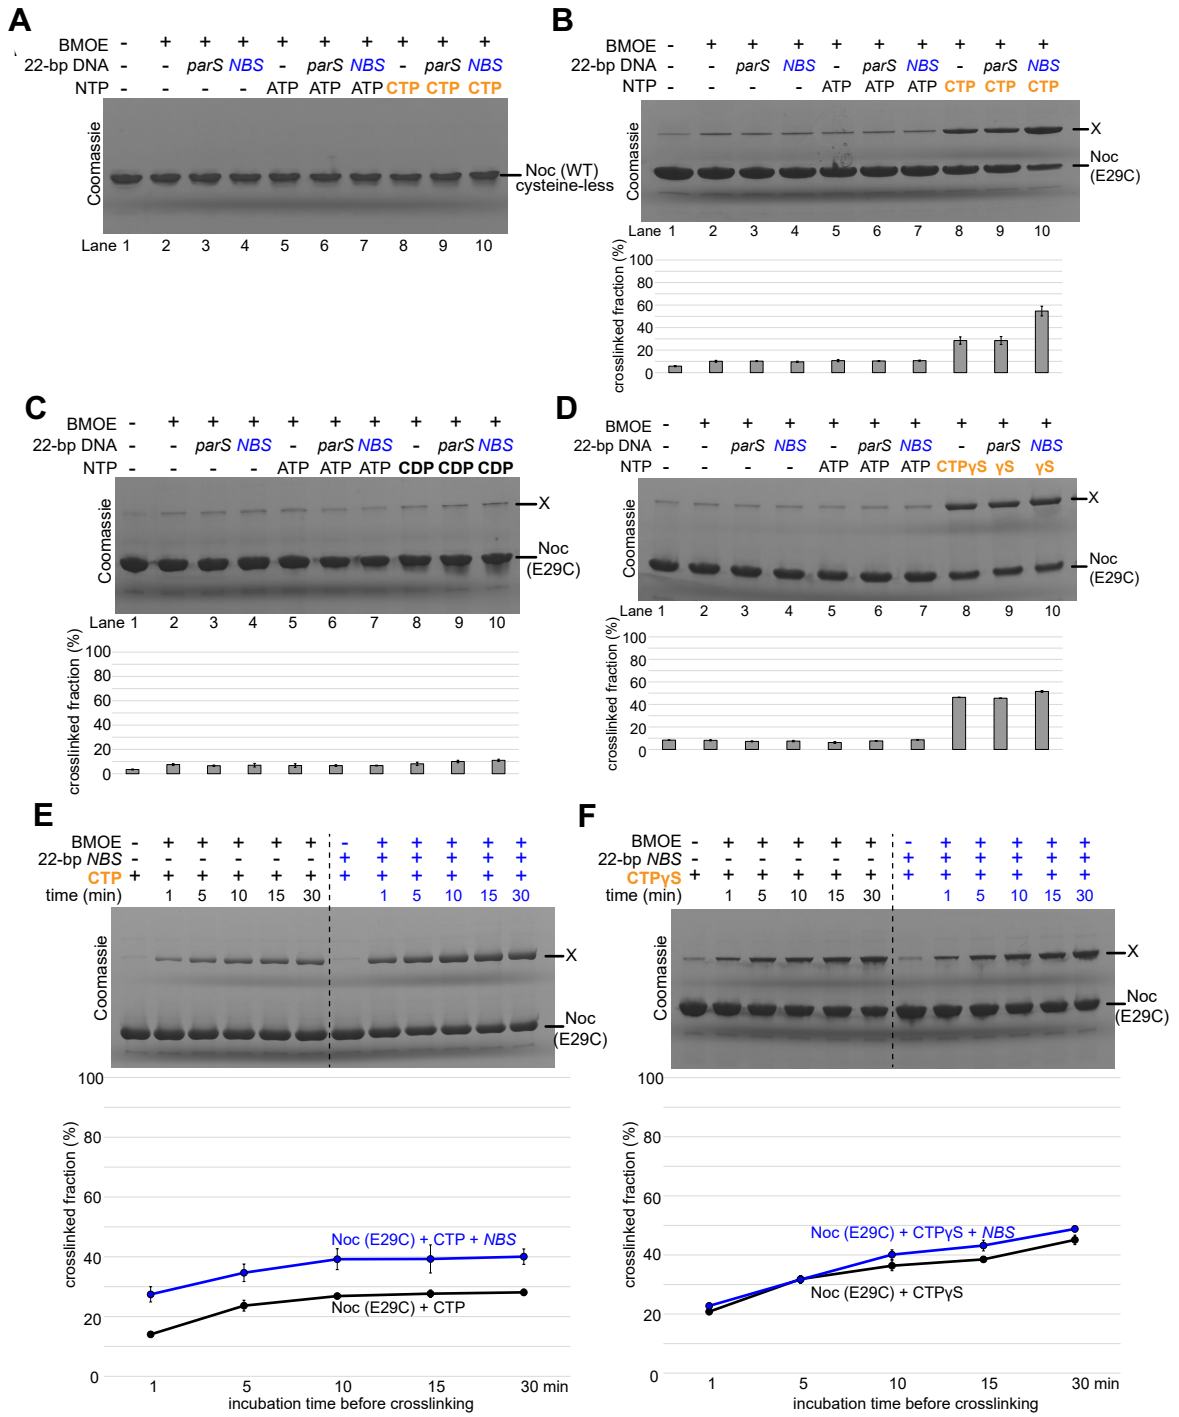 A
BMOE - + + + + + + + + +
22-bp DNA - - parS NBS - parS NBS - parS NBS
NTP - - - - ATP ATP ATP CTP CTP CTP
Coomassie
Noc (WT)
cysteine-less
Lane 1 2 3 4 5 6 7 8 9 10
B
BMOE - + + + + + + + + +
22-bp DNA - - parS NBS - parS NBS - parS NBS
NTP - - - - ATP ATP ATP CTP CTP CTP
Coomassie
X
Noc
(E29C)
Lane 1 2 3 4 5 6 7 8 9 10
crosslinked fraction (%)
100
80
60
40
20
0
C
BMOE - + + + + + + + + +
22-bp DNA - - parS NBS - parS NBS - parS NBS
NTP - - - - ATP ATP ATP CDP CDP CDP
Coomassie
X
Noc
(E29C)
Lane 1 2 3 4 5 6 7 8 9 10
crosslinked fraction (%)
100
80
60
40
20
0
D
BMOE - + + + + + + + + +
22-bp DNA - - parS NBS - parS NBS - parS NBS
NTP - - - - ATP ATP ATP CTPγS γS γS
Coomassie
X
Noc
(E29C)
Lane 1 2 3 4 5 6 7 8 9 10
crosslinked fraction (%)
100
80
60
40
20
0
E
BMOE - + + + + + - + + + + +
22-bp NBS - - - - - - + + + + + +
CTP + + + + + + + + + + + +
time (min) 1 5 10 15 30 1 5 10 15 30
Coomassie
X
Noc
(E29C)
crosslinked fraction (%)
100
80
60
40
20
0
Noc (E29C) + CTP + NBS
Noc (E29C) + CTP
1 5 10 15 30 min
incubation time before crosslinking
F
BMOE - + + + + + - + + + + +
22-bp NBS - - - - - - + + + + + +
CTPγS + + + + + + + + + + + +
time (min) 1 5 10 15 30 1 5 10 15 30
Coomassie
X
Noc
(E29C)
crosslinked fraction (%)
100
80
60
40
20
0
Noc (E29C) + CTPγS + NBS
Noc (E29C) + CTPγS
1 5 10 15 30 min
incubation time before crosslinking